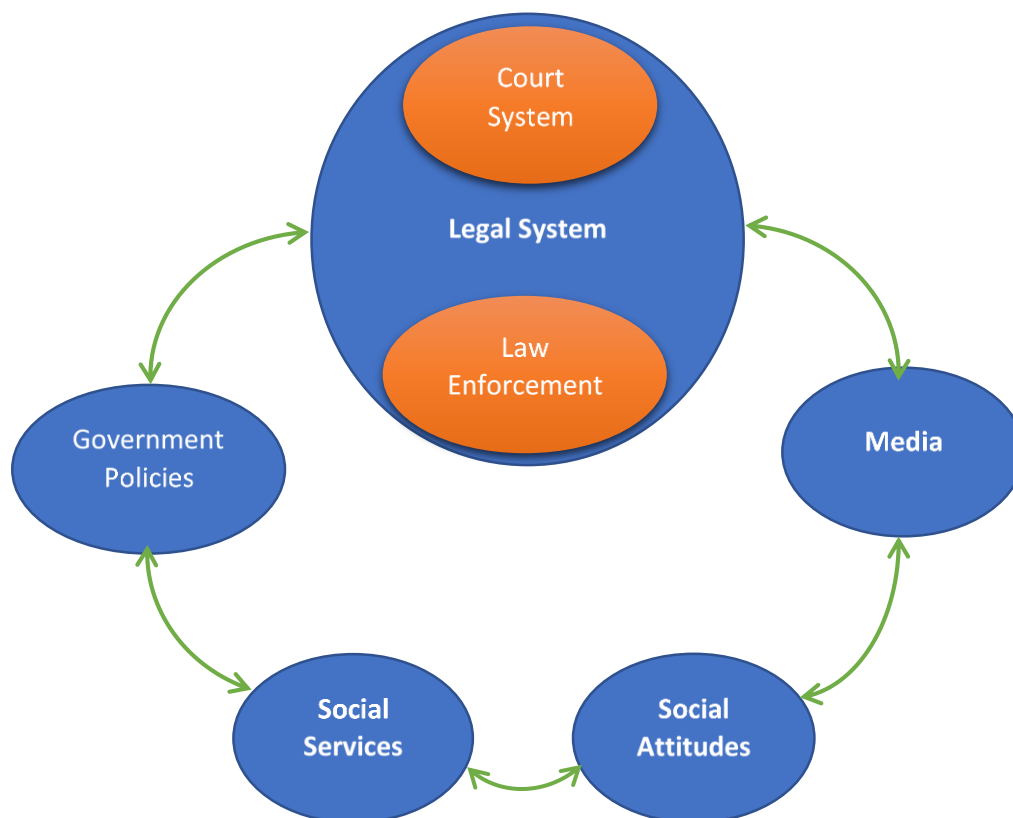 Court
System
Legal System
Law
Enforcement
Government
Policies
Media
Social
Services
Social
Attitudes